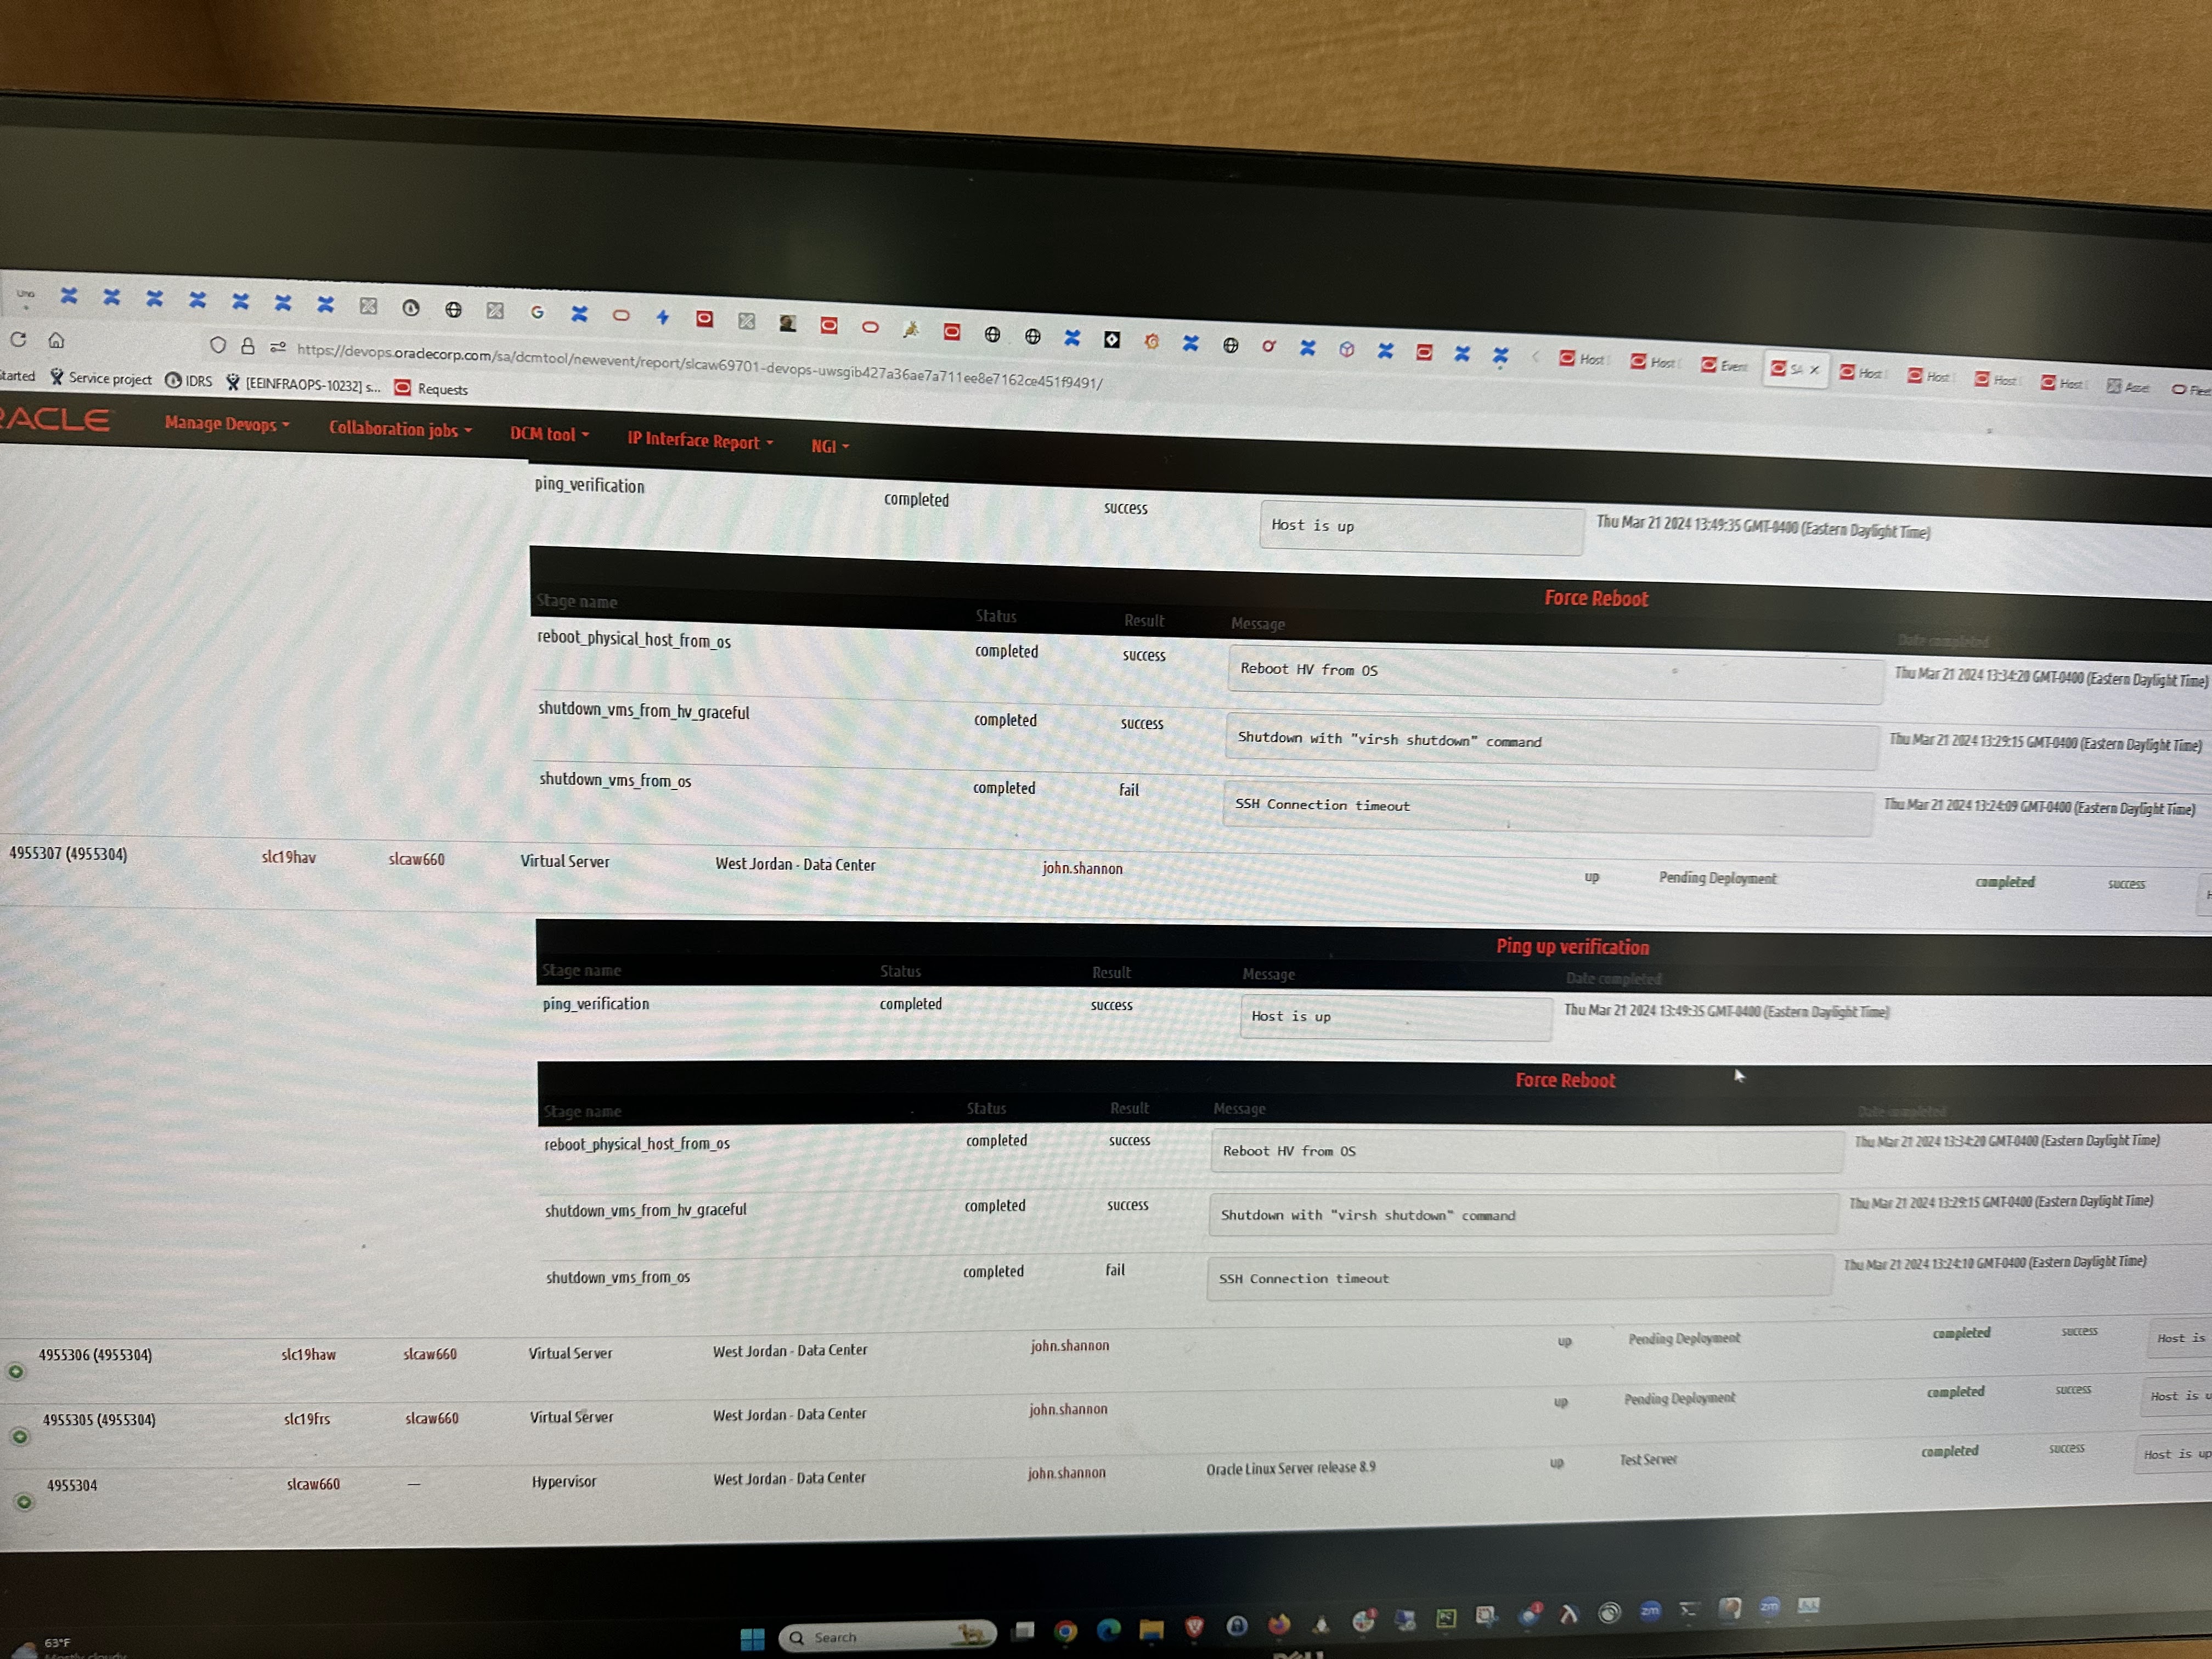 https://devops.oraclecorp.com/sa/dcmtool/newevent/report/slcaw69701-devops-uwsgib427a36ae7a711ee8e7162ce451f9491/
Host Host Event SA Host Host Host Host Asset
tarted Service project IDRS [EEINFRAOPS-10232] s... Requests
RACLE Manage Devops Collaboration jobs DCM tool IP Interface Report NGI
ping_verification completed success Host is up Thu Mar 21 2024 13:49:35 GMT-0400 (Eastern Daylight Time)
Force Reboot
Stage name Status Result Message Date completed
reboot_physical_host_from_os completed success Reboot HV from OS Thu Mar 21 2024 13:34:20 GMT-0400 (Eastern Daylight Time)
shutdown_vms_from_hv_graceful completed success Shutdown with "virsh shutdown" command Thu Mar 21 2024 13:29:15 GMT-0400 (Eastern Daylight Time)
shutdown_vms_from_os completed fail SSH Connection timeout Thu Mar 21 2024 13:24:09 GMT-0400 (Eastern Daylight Time)
4955307 (4955304) slc19hav slcaw660 Virtual Server West Jordan - Data Center john.shannon up Pending Deployment completed success H
Ping up verification
Stage name Status Result Message Date completed
ping_verification completed success Host is up Thu Mar 21 2024 13:49:35 GMT-0400 (Eastern Daylight Time)
Force Reboot
Stage name Status Result Message Date completed
reboot_physical_host_from_os completed success Reboot HV from OS Thu Mar 21 2024 13:34:20 GMT-0400 (Eastern Daylight Time)
shutdown_vms_from_hv_graceful completed success Shutdown with "virsh shutdown" command Thu Mar 21 2024 13:29:15 GMT-0400 (Eastern Daylight Time)
shutdown_vms_from_os completed fail SSH Connection timeout Thu Mar 21 2024 13:24:10 GMT-0400 (Eastern Daylight Time)
4955306 (4955304) slc19haw slcaw660 Virtual Server West Jordan - Data Center john.shannon up Pending Deployment completed success Host is
4955305 (4955304) slc19frs slcaw660 Virtual Server West Jordan - Data Center john.shannon up Pending Deployment completed success Host is u
4955304 slcaw660 — Hypervisor West Jordan - Data Center john.shannon Oracle Linux Server release 8.9 up Test Server completed success Host is up
63°F
Mostly cloudy
Search
zm zm
DELL